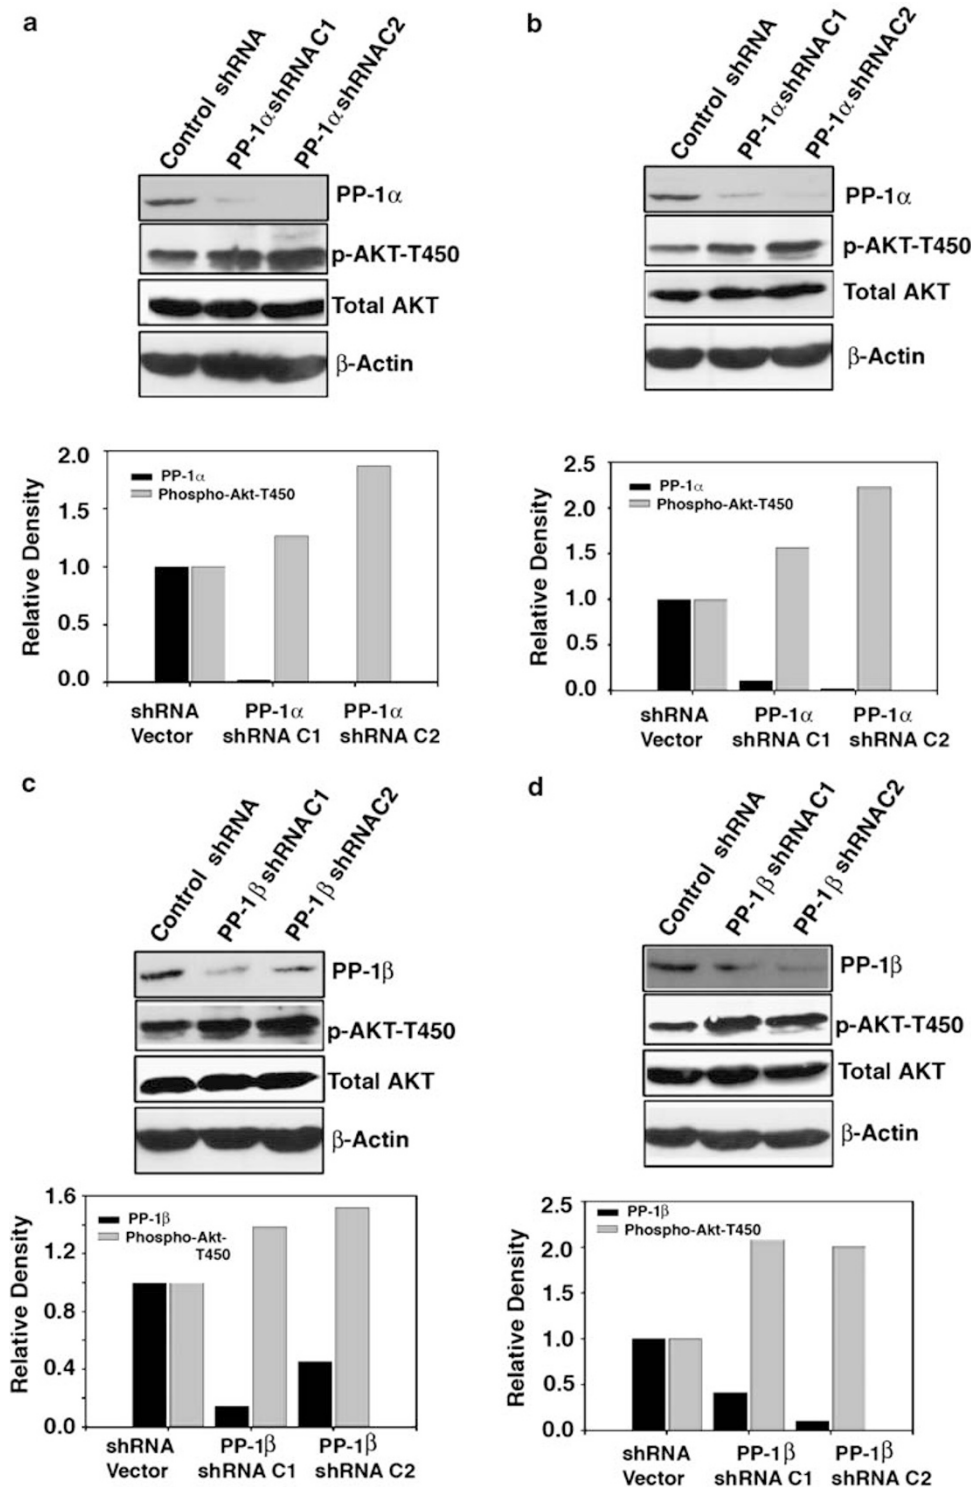 a
Control shRNA
PP-1α shRNAC1
PP-1α shRNAC2
PP-1α
p-AKT-T450
Total AKT
β-Actin
2.0
1.5
1.0
0.5
0.0
Relative Density
PP-1α
Phospho-Akt-T450
shRNA Vector
PP-1α shRNA C1
PP-1α shRNA C2
b
Control shRNA
PP-1α shRNAC1
PP-1α shRNAC2
PP-1α
p-AKT-T450
Total AKT
β-Actin
2.5
2.0
1.5
1.0
0.5
0.0
Relative Density
PP-1α
Phospho-Akt-T450
shRNA Vector
PP-1α shRNA C1
PP-1α shRNA C2
c
Control shRNA
PP-1β shRNAC1
PP-1β shRNAC2
PP-1β
p-AKT-T450
Total AKT
β-Actin
1.6
1.2
0.8
0.4
0.0
Relative Density
PP-1β
Phospho-Akt-
T450
shRNA Vector
PP-1β shRNA C1
PP-1β shRNA C2
d
Control shRNA
PP-1β shRNAC1
PP-1β shRNAC2
PP-1β
p-AKT-T450
Total AKT
β-Actin
2.5
2.0
1.5
1.0
0.5
0.0
Relative Density
PP-1β
Phospho-Akt-T450
shRNA Vector
PP-1β shRNA C1
PP-1β shRNA C2